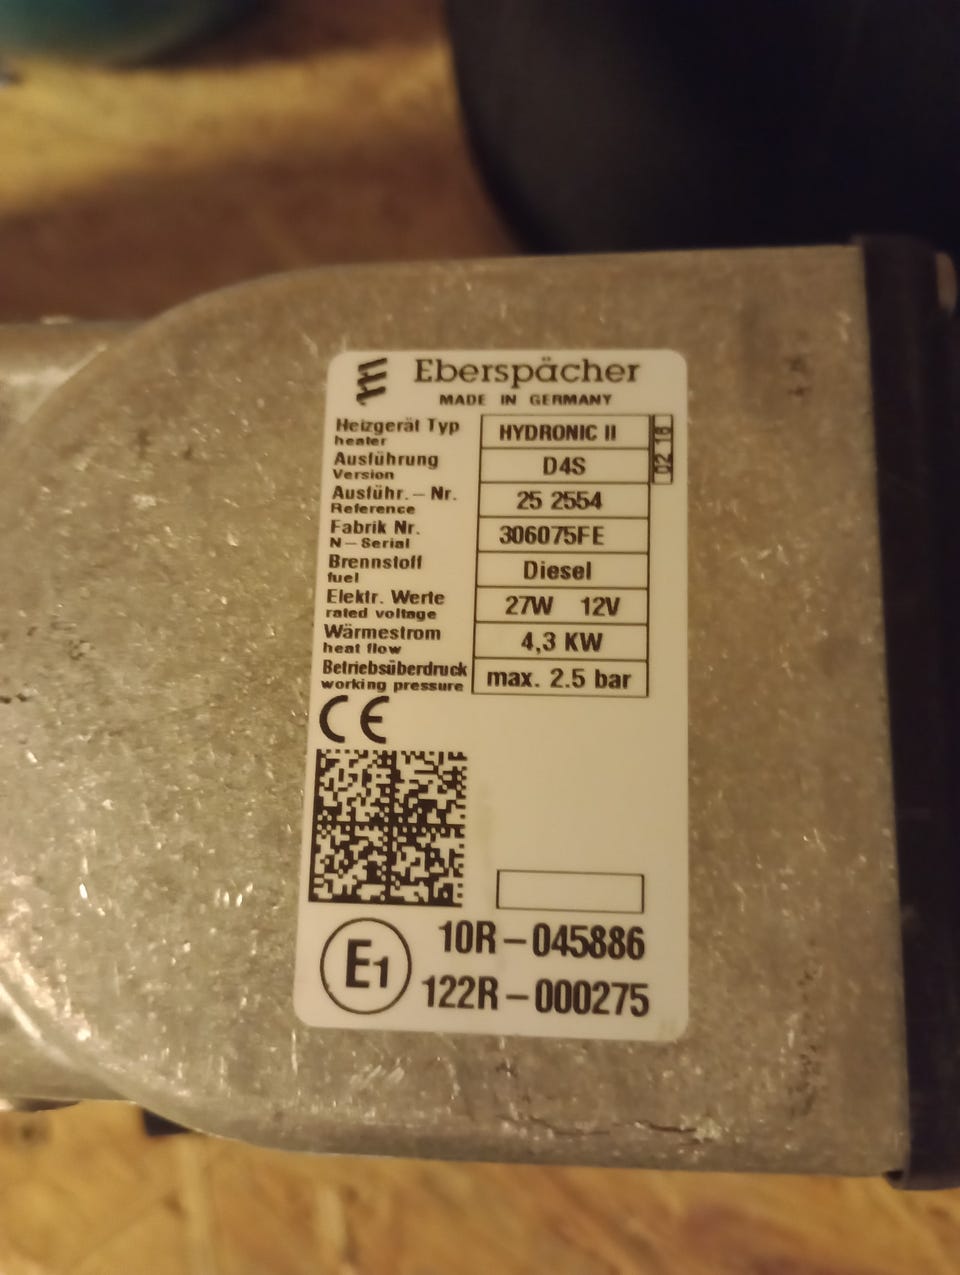 Eberspächer
MADE IN GERMANY
Heizgerät Typ
heater
HYDRONIC II
02 16
Ausführung
Version
D4S
Ausführ.-Nr.
Reference
25 2554
Fabrik Nr.
N-Serial
306075FE
Brennstoff
fuel
Diesel
Elektr. Werte
rated voltage
27W 12V
Wärmestrom
heat flow
4,3 KW
Betriebsüberdruck
working pressure
max. 2.5 bar
CE
E1
10R-045886
122R-000275